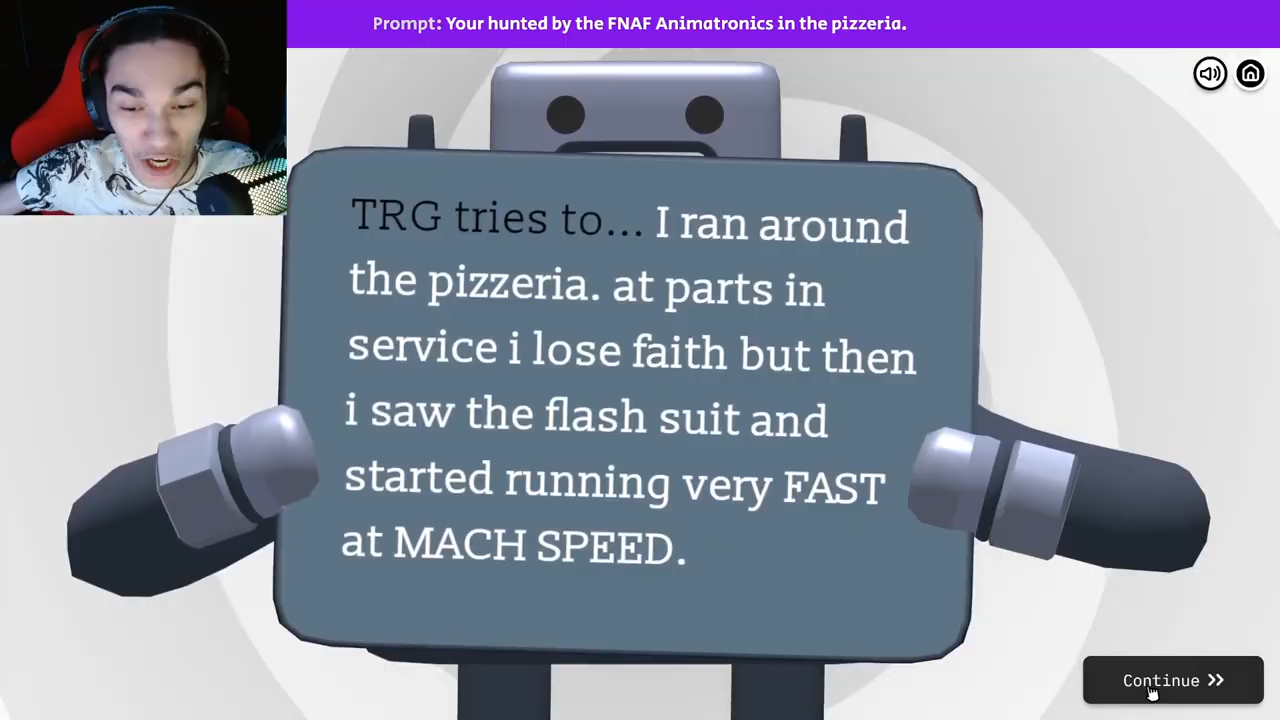 Prompt: Your hunted by the FNAF Animatronics in the pizzeria.
TRG tries to... I ran around
the pizzeria. at parts in
service i lose faith but then
i saw the flash suit and
started running very FAST
at MACH SPEED.
Continue